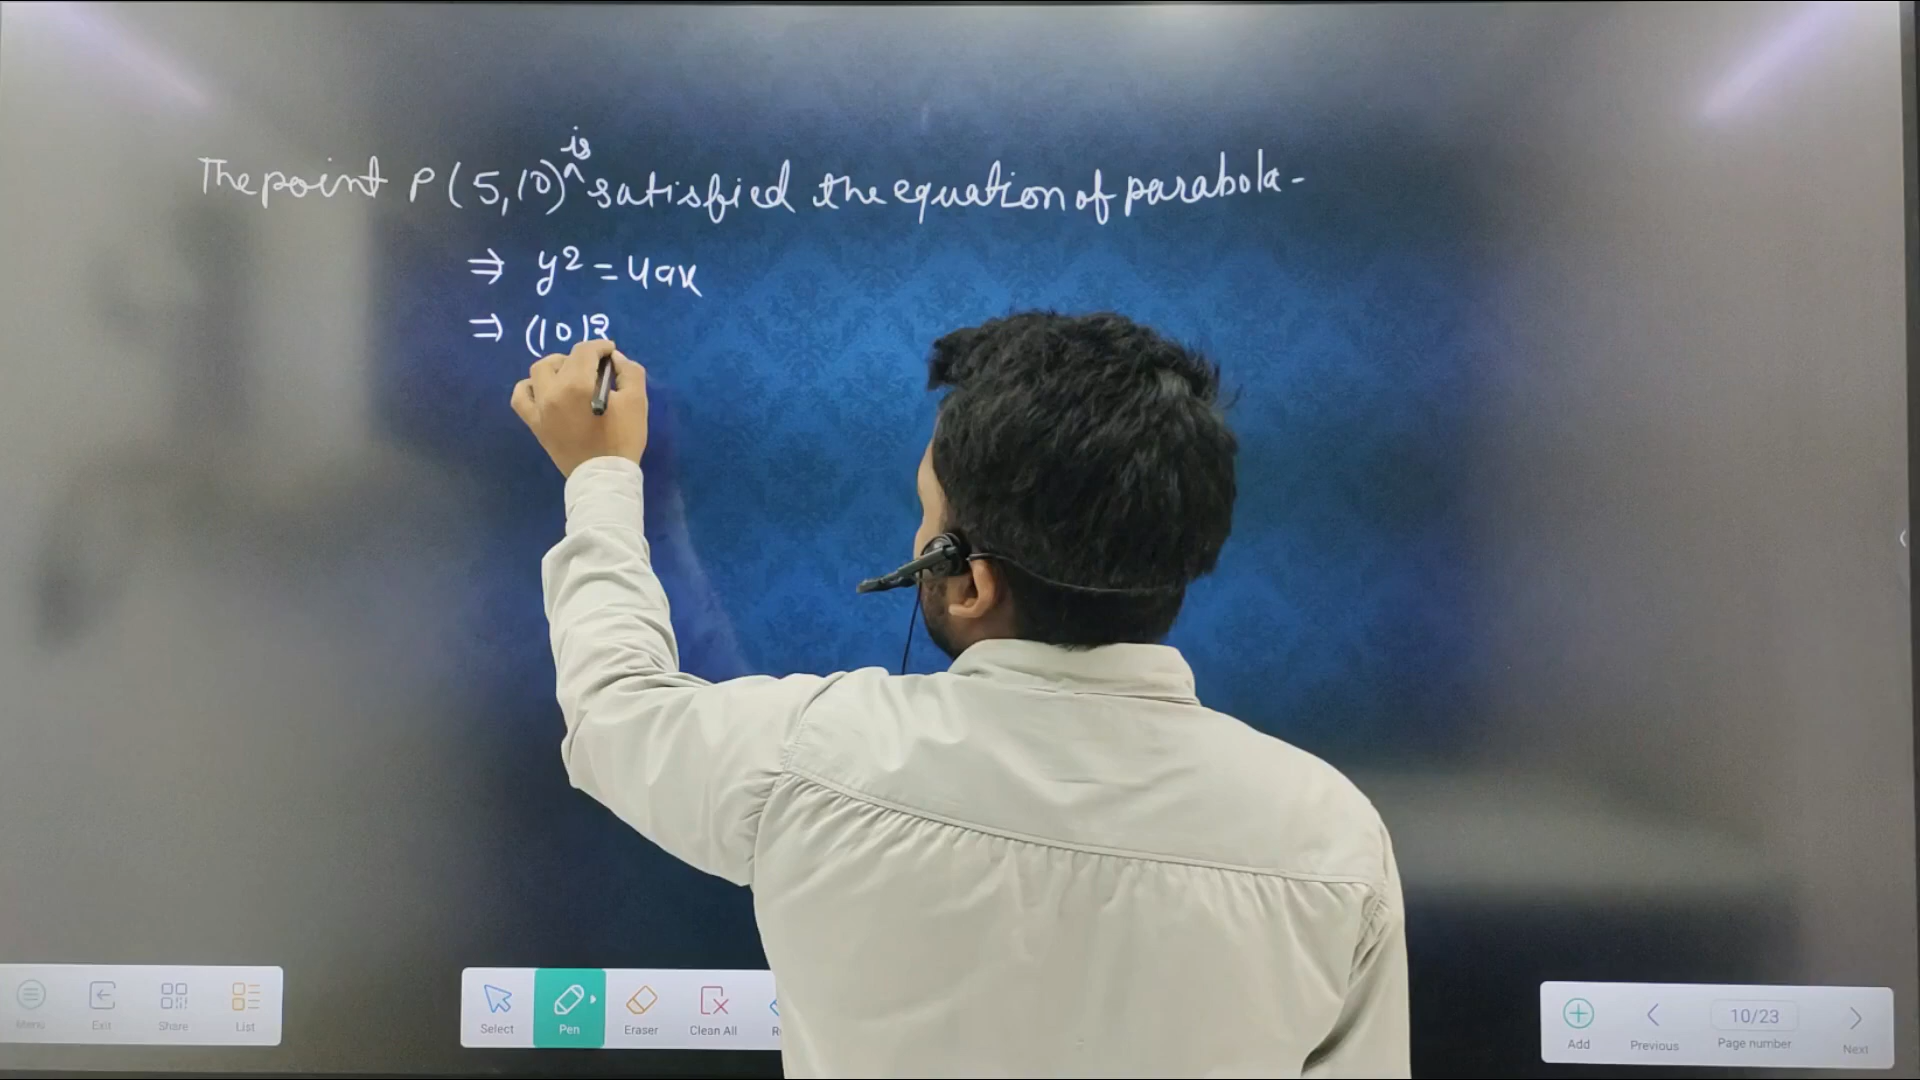 The point P(5,10) is satisfied the equation of parabola -
⇒ y² = 4ax
⇒ (10)²
Menu Exit Share List
Select Pen Eraser Clean All
Add Previous 10/23 Page number Next